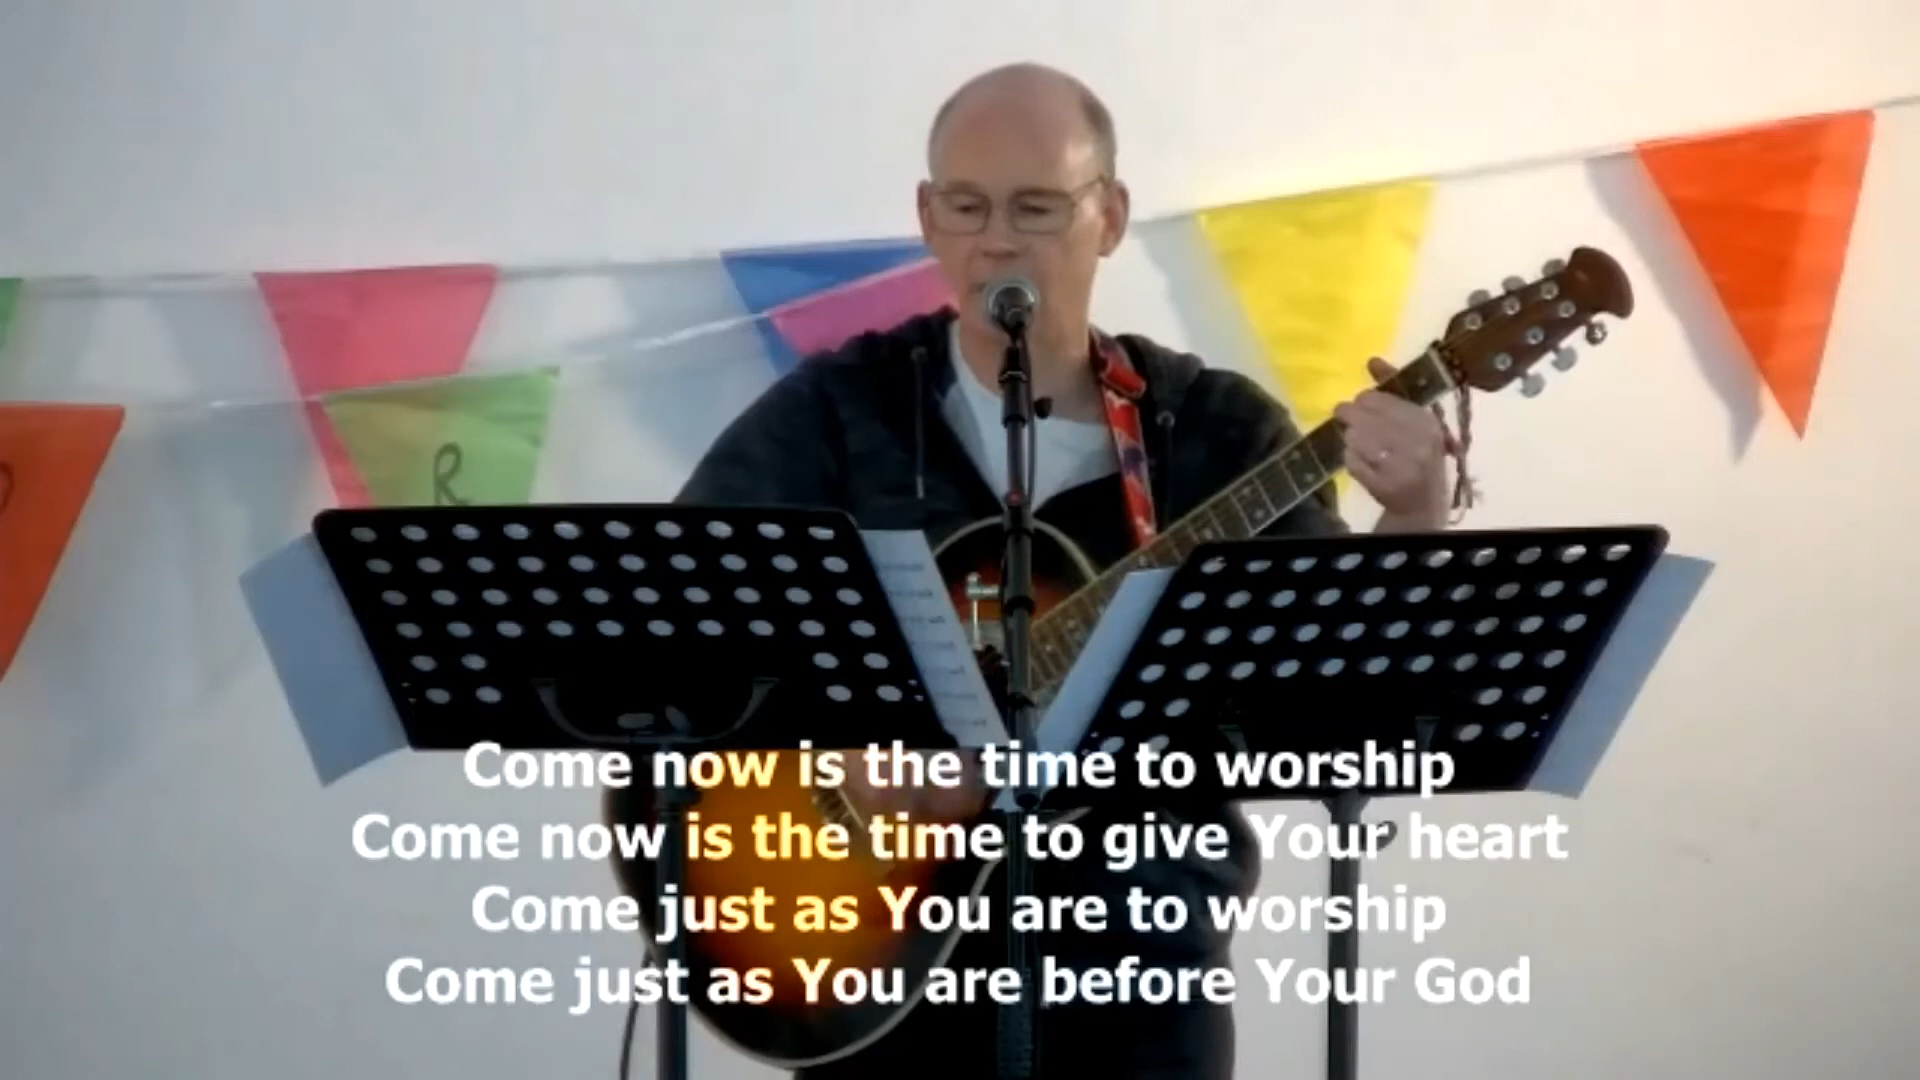 R
Come now is the time to worship
Come now is the time to give Your heart
Come just as You are to worship
Come just as You are before Your God